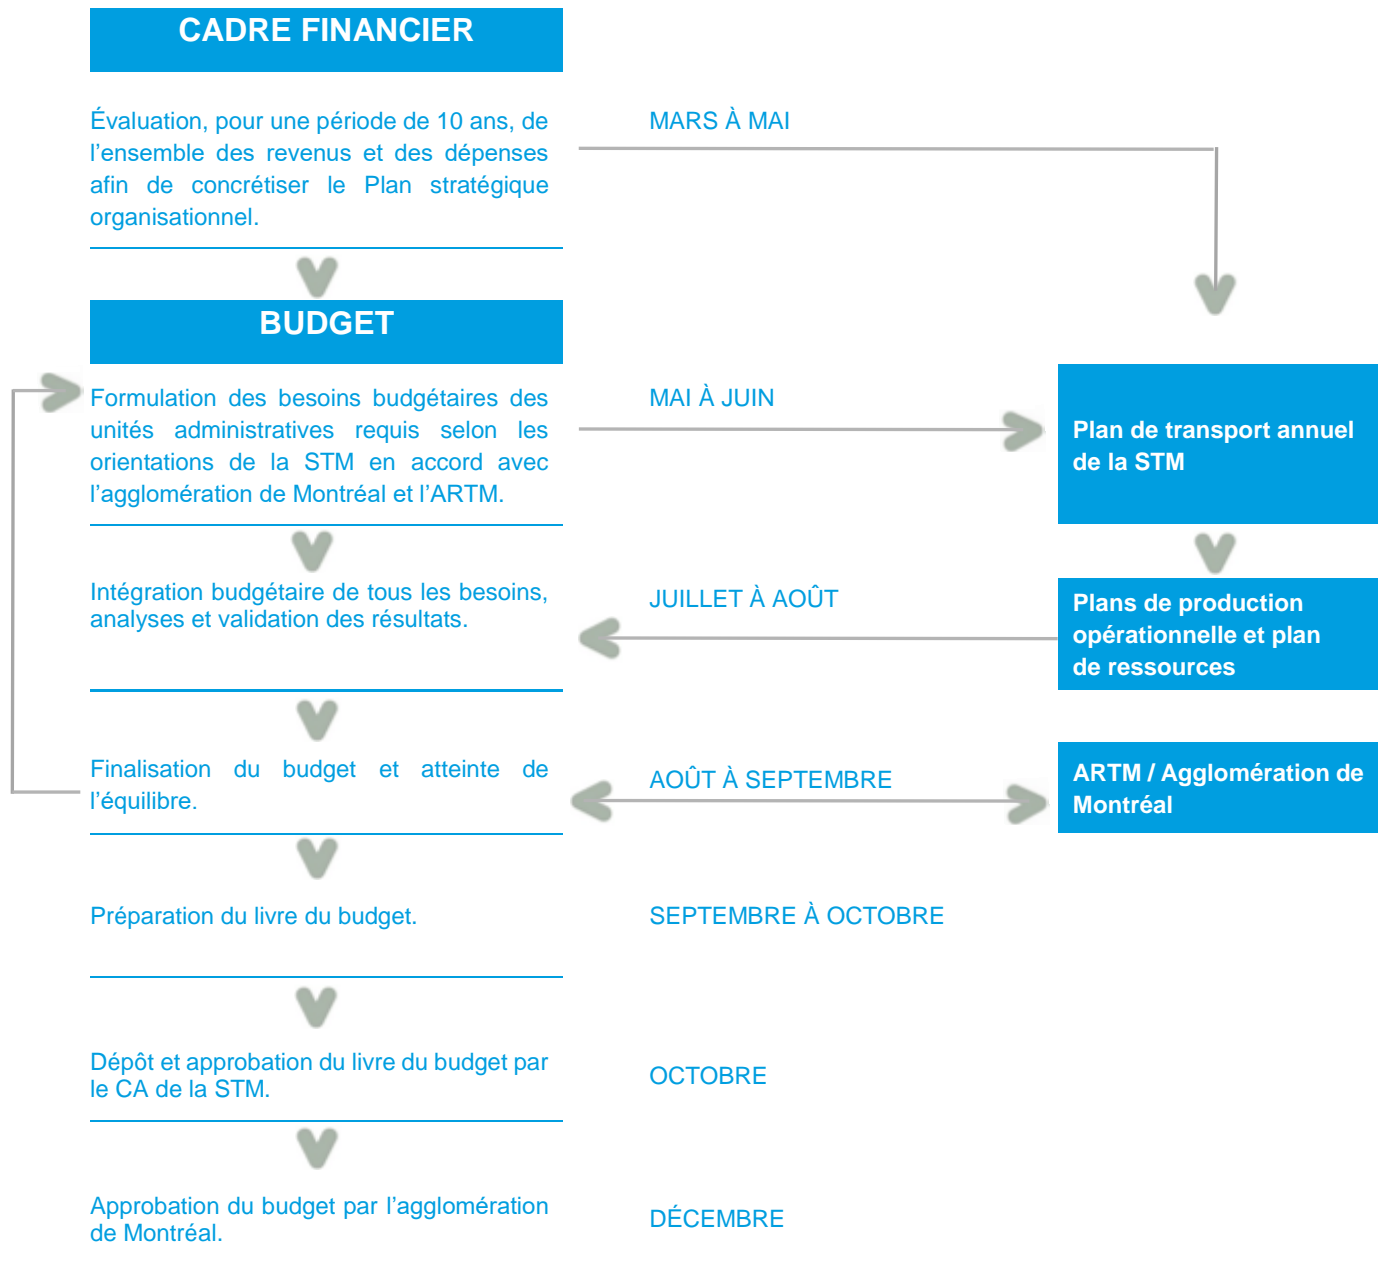 CADRE FINANCIER
Évaluation, pour une période de 10 ans, de
l’ensemble des revenus et des dépenses
afin de concrétiser le Plan stratégique
organisationnel.
MARS À MAI
BUDGET
Formulation des besoins budgétaires des
unités administratives requis selon les
orientations de la STM en accord avec
l’agglomération de Montréal et l’ARTM.
MAI À JUIN
Plan de transport annuel
de la STM
Intégration budgétaire de tous les besoins,
analyses et validation des résultats.
JUILLET À AOÛT
Plans de production
opérationnelle et plan
de ressources
Finalisation du budget et atteinte de
l’équilibre.
AOÛT À SEPTEMBRE
ARTM / Agglomération de
Montréal
Préparation du livre du budget.
SEPTEMBRE À OCTOBRE
Dépôt et approbation du livre du budget par
le CA de la STM.
OCTOBRE
Approbation du budget par l’agglomération
de Montréal.
DÉCEMBRE